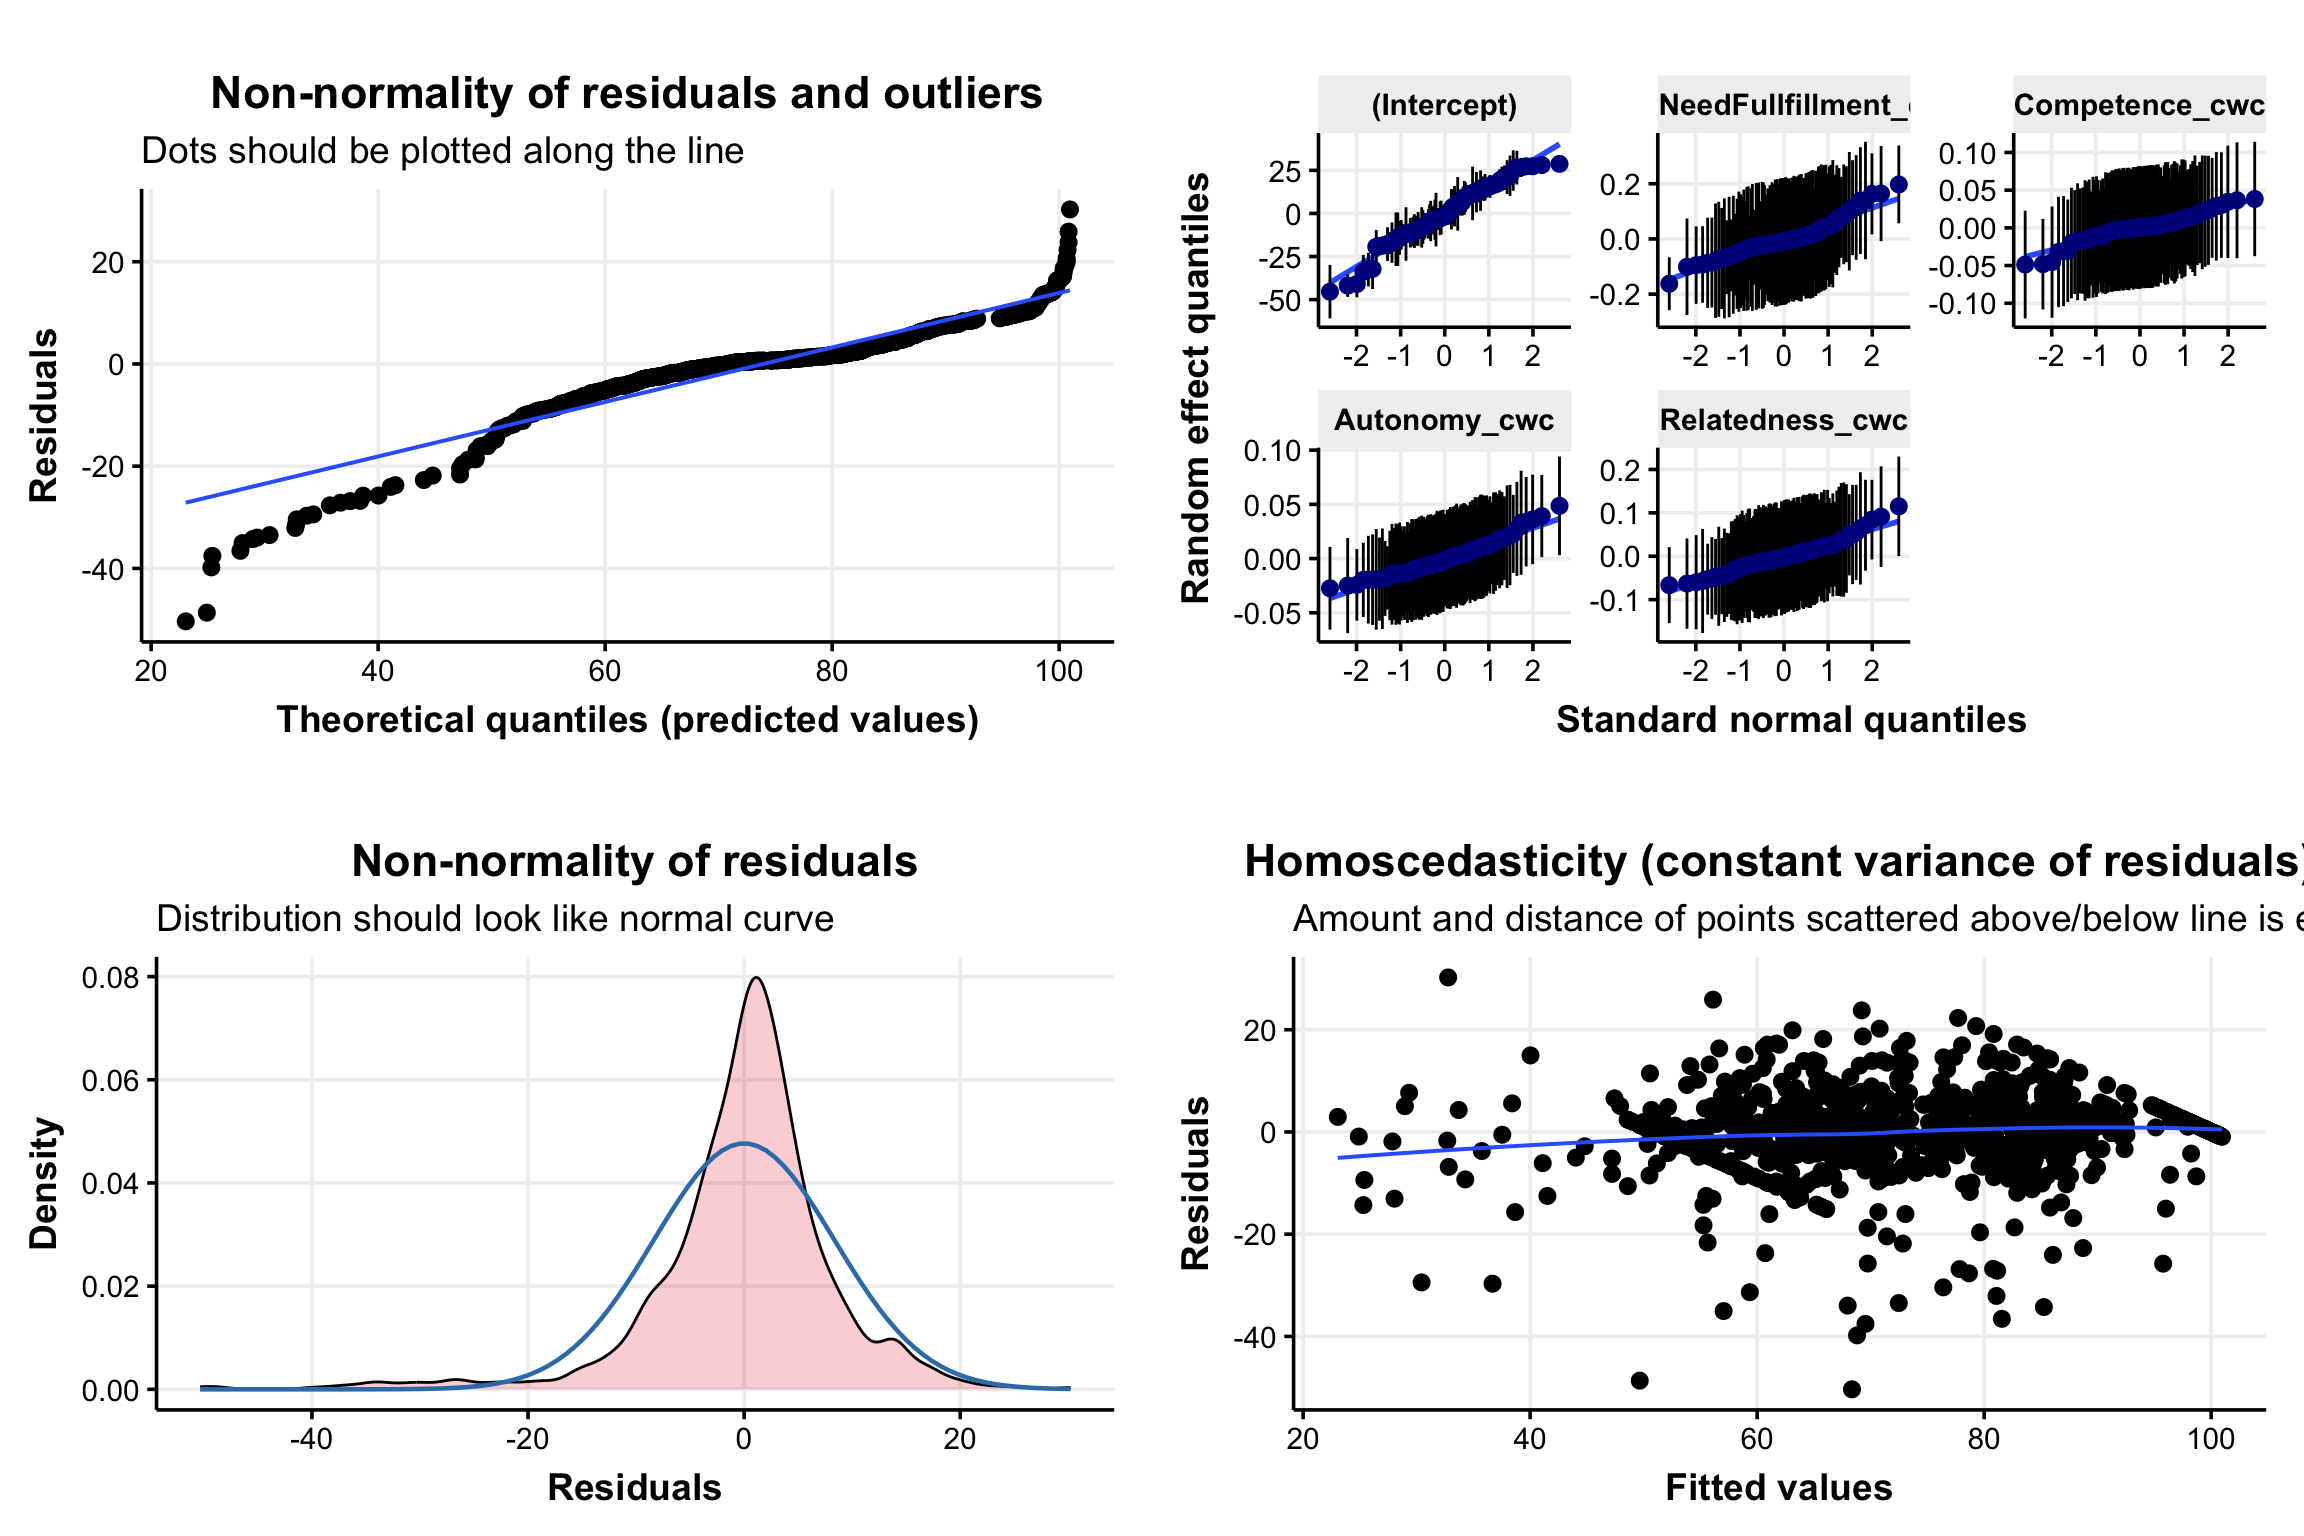 Non-normality of residuals and outliers
Dots should be plotted along the line
Residuals
20
0
-20
-40
20 40 60 80 100
Theoretical quantiles (predicted values)
Random effect quantiles
(Intercept)
25
0
-25
-50
-2 -1 0 1 2
NeedFullfillment_
0.2
0.0
-0.2
-2 -1 0 1 2
Competence_cwc
0.10
0.05
0.00
-0.05
-0.10
-2 -1 0 1 2
Autonomy_cwc
0.10
0.05
0.00
-0.05
-2 -1 0 1 2
Relatedness_cwc
0.2
0.1
0.0
-0.1
-2 -1 0 1 2
Standard normal quantiles
Non-normality of residuals
Distribution should look like normal curve
Density
0.08
0.06
0.04
0.02
0.00
-40 -20 0 20
Residuals
Homoscedasticity (constant variance of residuals)
Amount and distance of points scattered above/below line is
Residuals
20
0
-20
-40
20 40 60 80 100
Fitted values